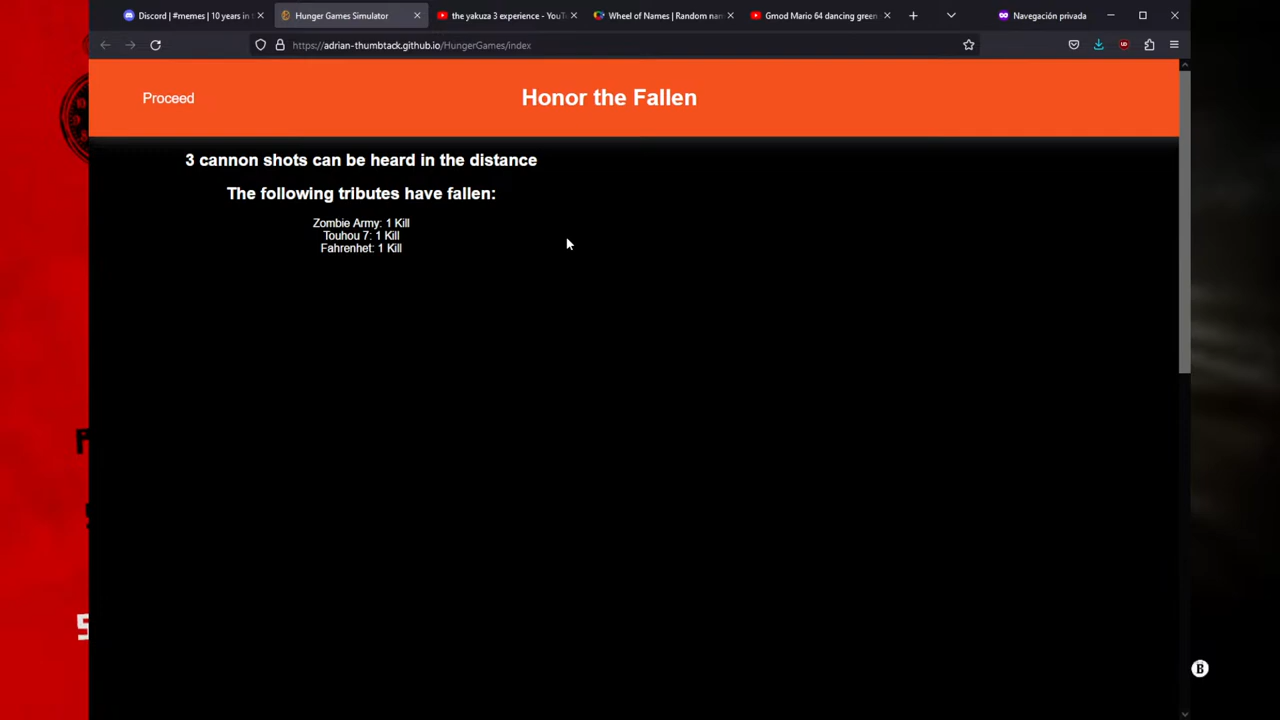 Discord | #memes | 10 years in t
Hunger Games Simulator
the yakuza 3 experience - YouT
Wheel of Names | Random nam
Gmod Mario 64 dancing green
Navegación privada
https://adrian-thumbtack.github.io/HungerGames/index
Proceed
Honor the Fallen
3 cannon shots can be heard in the distance
The following tributes have fallen:
Zombie Army: 1 Kill
Touhou 7: 1 Kill
Fahrenhet: 1 Kill
B